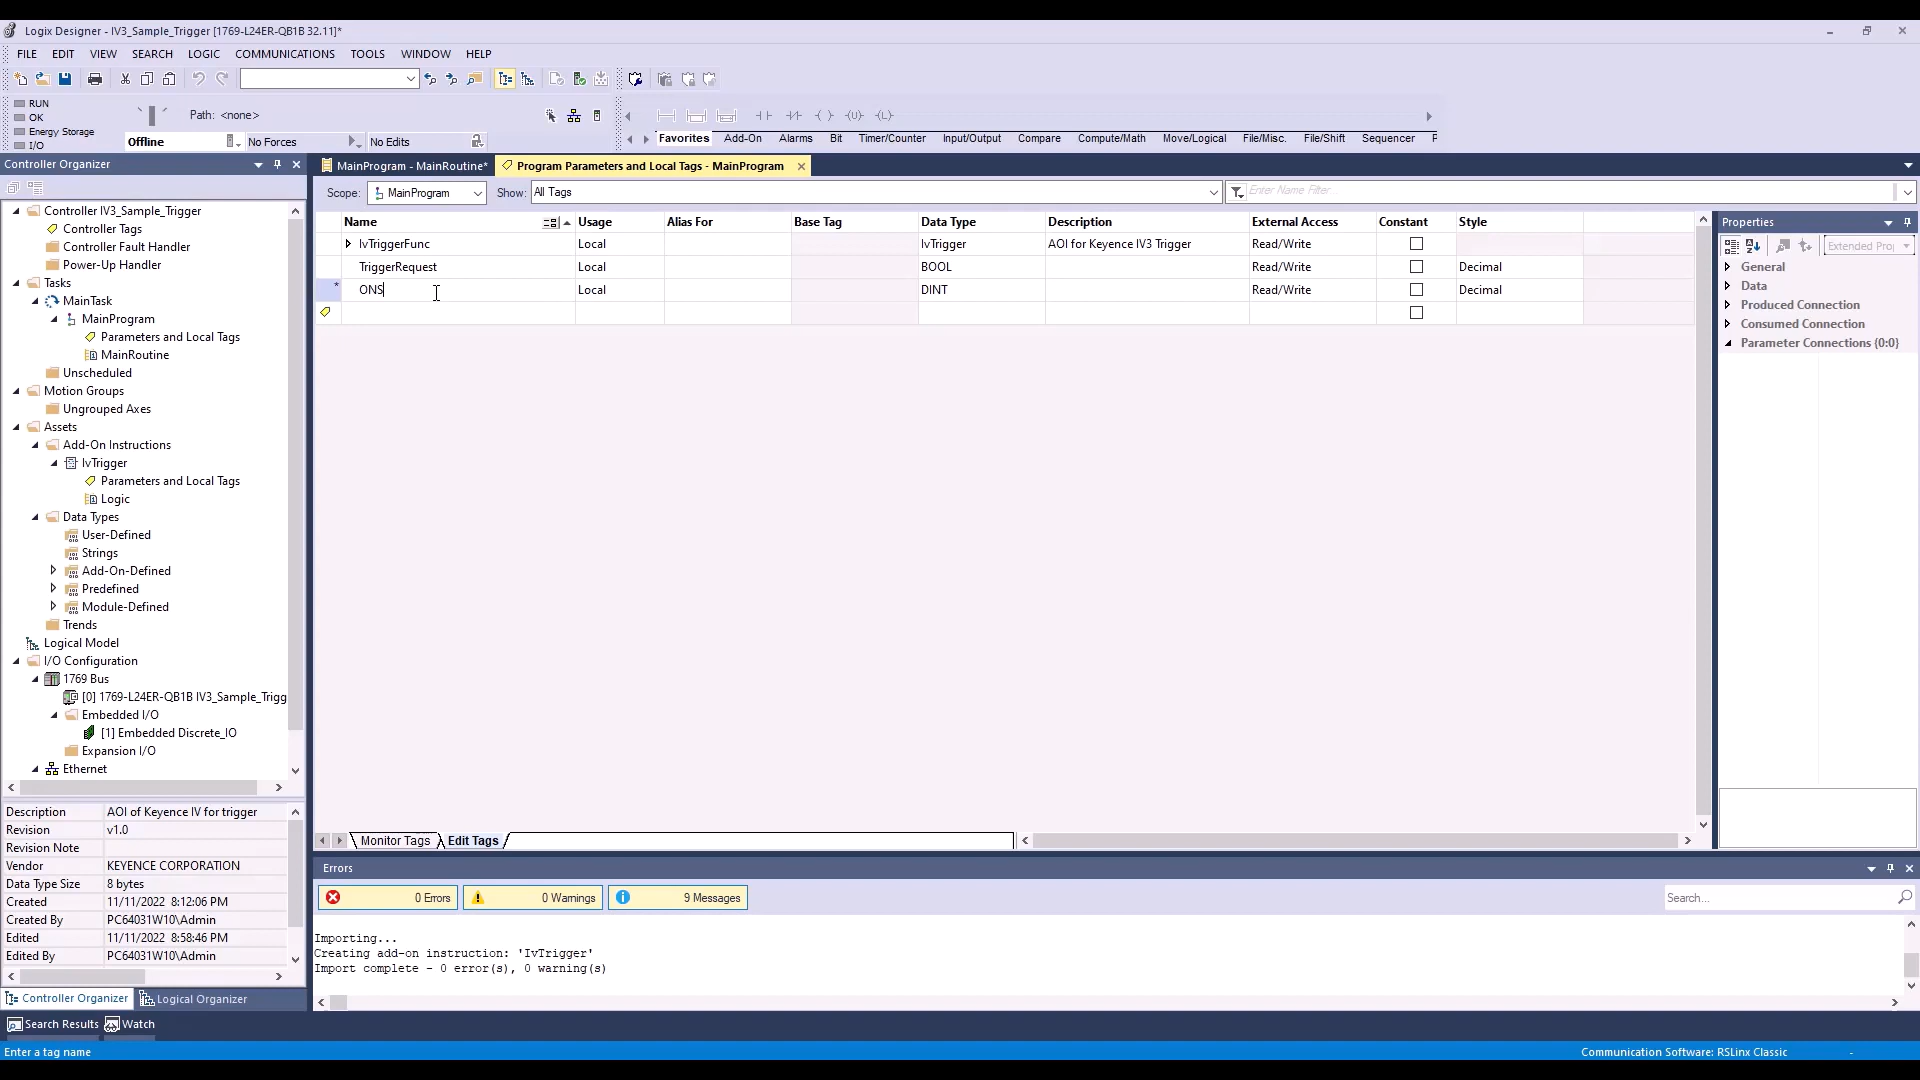 Logix Designer - IV3_Sample_Trigger [1769-L24ER-QB1B 32.11]*
FILE EDIT VIEW SEARCH LOGIC COMMUNICATIONS TOOLS WINDOW HELP
RUN
OK
Energy Storage
I/O
Path: <none>
Offline
No Forces
No Edits
Favorites Add-On Alarms Bit Timer/Counter Input/Output Compare Compute/Math Move/Logical File/Misc. File/Shift Sequencer P
Controller Organizer
MainProgram - MainRoutine*
Program Parameters and Local Tags - MainProgram
Scope: MainProgram Show: All Tags Enter Name Filter...
Name Usage Alias For Base Tag Data Type Description External Access Constant Style
IvTriggerFunc Local IvTrigger AOI for Keyence IV3 Trigger Read/Write
TriggerRequest Local BOOL Read/Write Decimal
* ONS Local DINT Read/Write Decimal
Controller IV3_Sample_Trigger
Controller Tags
Controller Fault Handler
Power-Up Handler
Tasks
MainTask
MainProgram
Parameters and Local Tags
MainRoutine
Unscheduled
Motion Groups
Ungrouped Axes
Assets
Add-On Instructions
IvTrigger
Parameters and Local Tags
Logic
Data Types
User-Defined
Strings
Add-On-Defined
Predefined
Module-Defined
Trends
Logical Model
I/O Configuration
1769 Bus
[0] 1769-L24ER-QB1B IV3_Sample_Trigg
Embedded I/O
[1] Embedded Discrete_IO
Expansion I/O
Ethernet
Description AOI of Keyence IV for trigger
Revision v1.0
Revision Note
Vendor KEYENCE CORPORATION
Data Type Size 8 bytes
Created 11/11/2022 8:12:06 PM
Created By PC64031W10\Admin
Edited 11/11/2022 8:58:46 PM
Edited By PC64031W10\Admin
Controller Organizer Logical Organizer
Properties
Extended Prop
General
Data
Produced Connection
Consumed Connection
Parameter Connections {0:0}
Monitor Tags Edit Tags
Errors
0 Errors 0 Warnings 9 Messages
Search...
Importing...
Creating add-on instruction: 'IvTrigger'
Import complete - 0 error(s), 0 warning(s)
Search Results Watch
Enter a tag name
Communication Software: RSLinx Classic